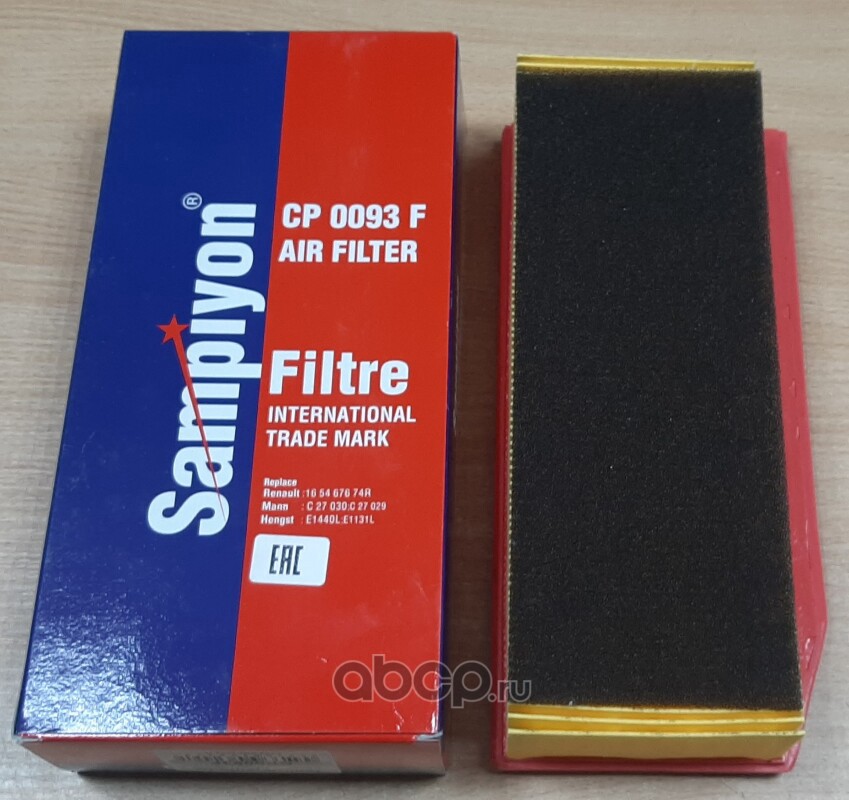 Samplyon®
CP 0093 F
AIR FILTER
Filtre
INTERNATIONAL
TRADE MARK
Replace
Renault :16 54 676 74R
Mann : C 27 030:C 27 029
Hengst : E1440L:E1131L
EAC
abcp.ru